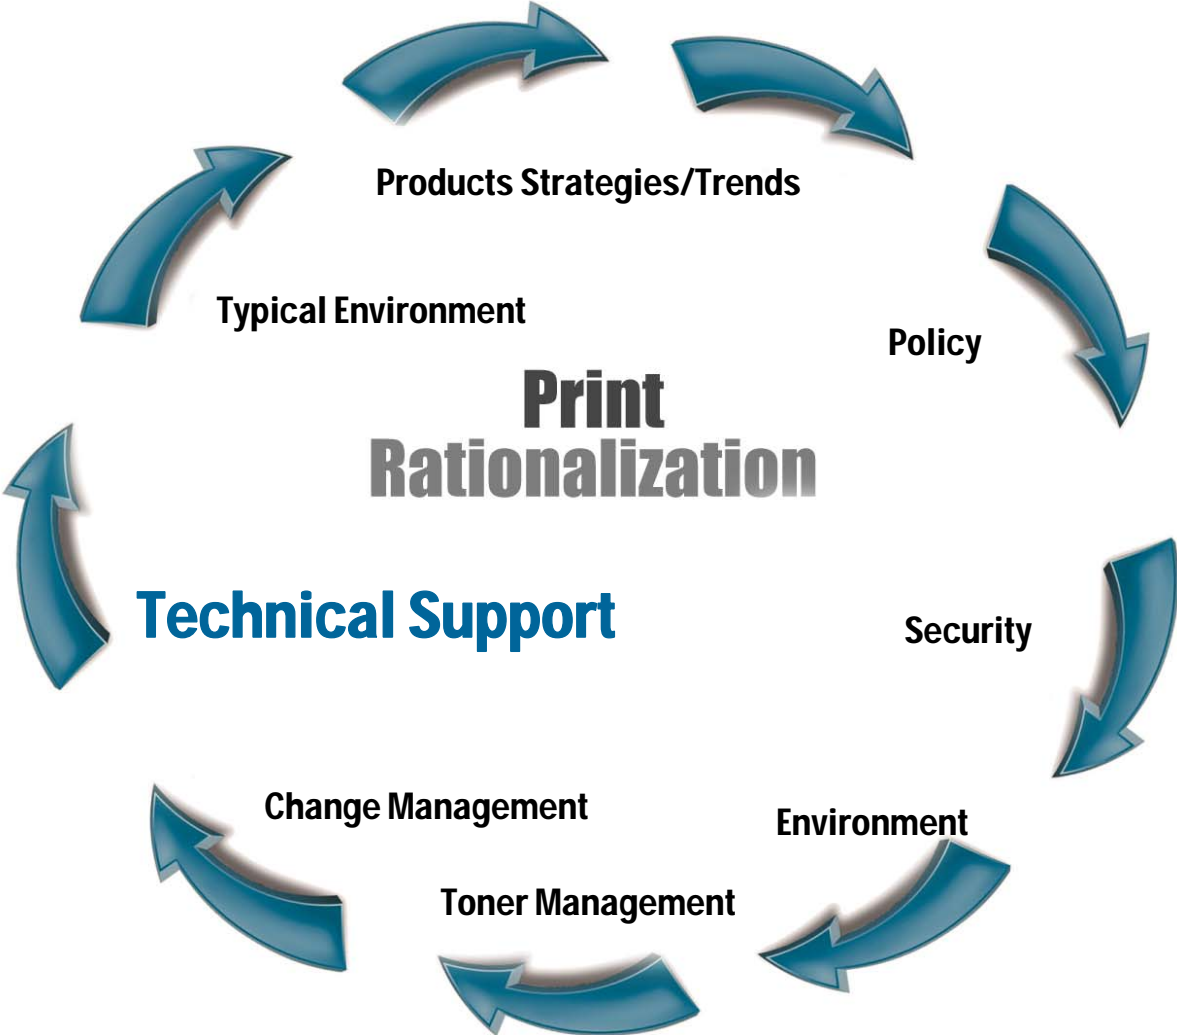 Products Strategies/Trends
Typical Environment
Policy
Print
Rationalization
Technical Support
Security
Change Management
Environment
Toner Management